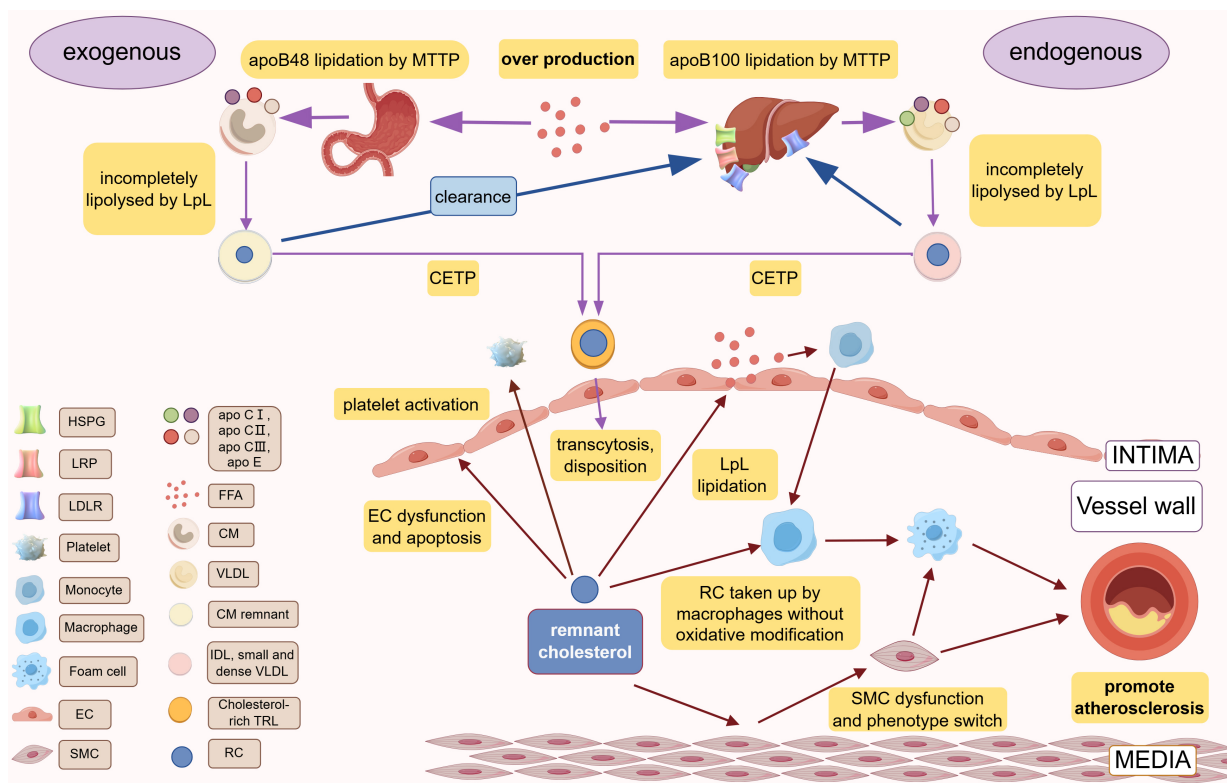 exogenous
apoB48 lipidation by MTTP
over production
apoB100 lipidation by MTTP
endogenous
incompletely
lipolysed by LpL
clearance
incompletely
lipolysed by LpL
CETP
CETP
platelet activation
transcytosis,
disposition
LpL
lipidation
EC dysfunction
and apoptosis
INTIMA
Vessel wall
RC taken up by
macrophages without
oxidative modification
remnant
cholesterol
SMC dysfunction
and phenotype switch
promote
atherosclerosis
MEDIA
HSPG
LRP
LDLR
Platelet
Monocyte
Macrophage
Foam cell
EC
SMC
apo CⅠ,
apo CⅡ,
apo CⅢ,
apo E
FFA
CM
VLDL
CM remnant
IDL, small and
dense VLDL
Cholesterol-
rich TRL
RC